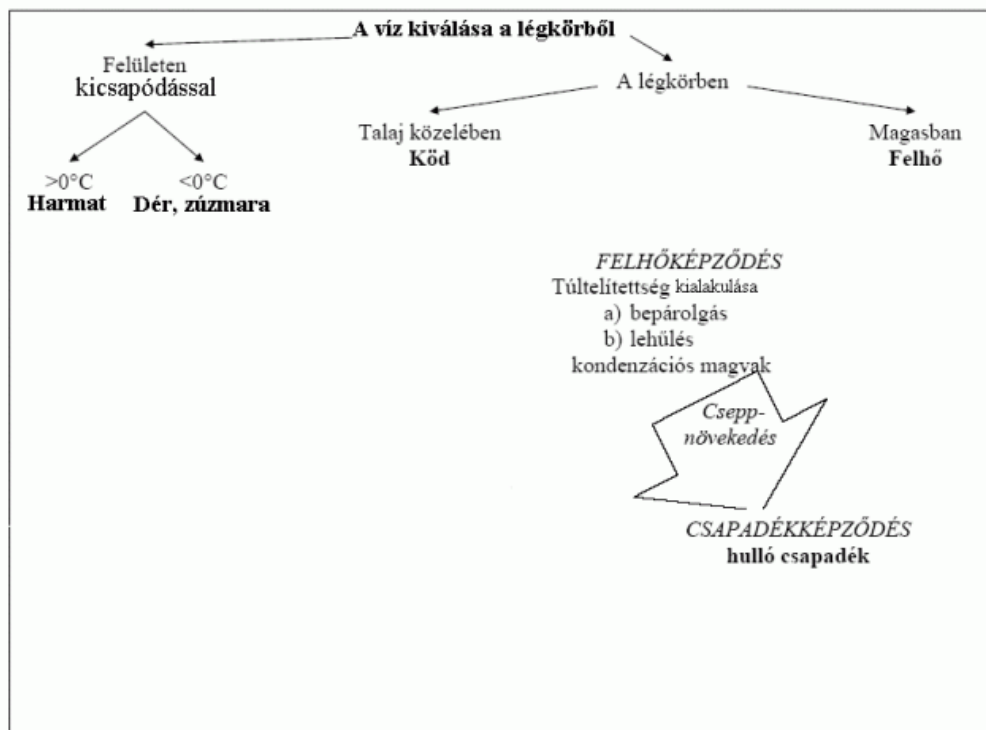 A víz kiválása a légkörből
Felületen
kicsapódással
A légkörben
Talaj közelében
Köd
Magasban
Felhő
>0°C
Harmat
<0°C
Dér, zúzmara
FELHŐKÉPZŐDÉS
Túltelítettség kialakulása
a) bepárolgás
b) lehűlés
kondenzációs magvak
Csepp-
növekedés
CSAPADÉKKÉPZŐDÉS
hulló csapadék